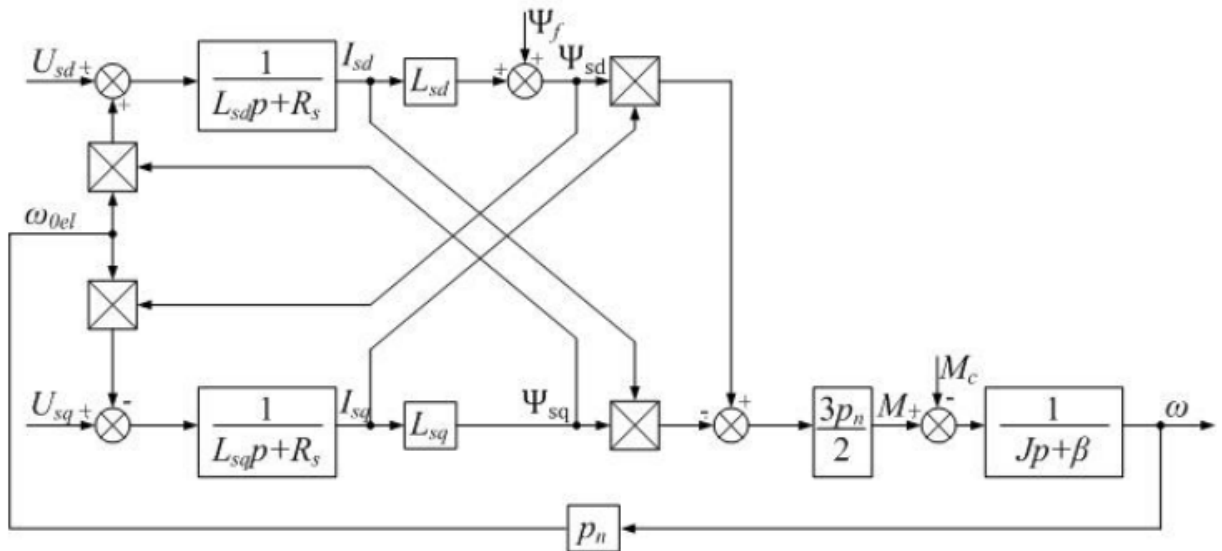 Ψf
Usd + + Isd + + Ψsd
1
Lsdp+Rs
Lsd
ω0el
Usq + - Isq Ψsq - +
1
Lsqp+Rs
Lsq
3pn
2
M + - Mc
1
Jp+β
ω
pn